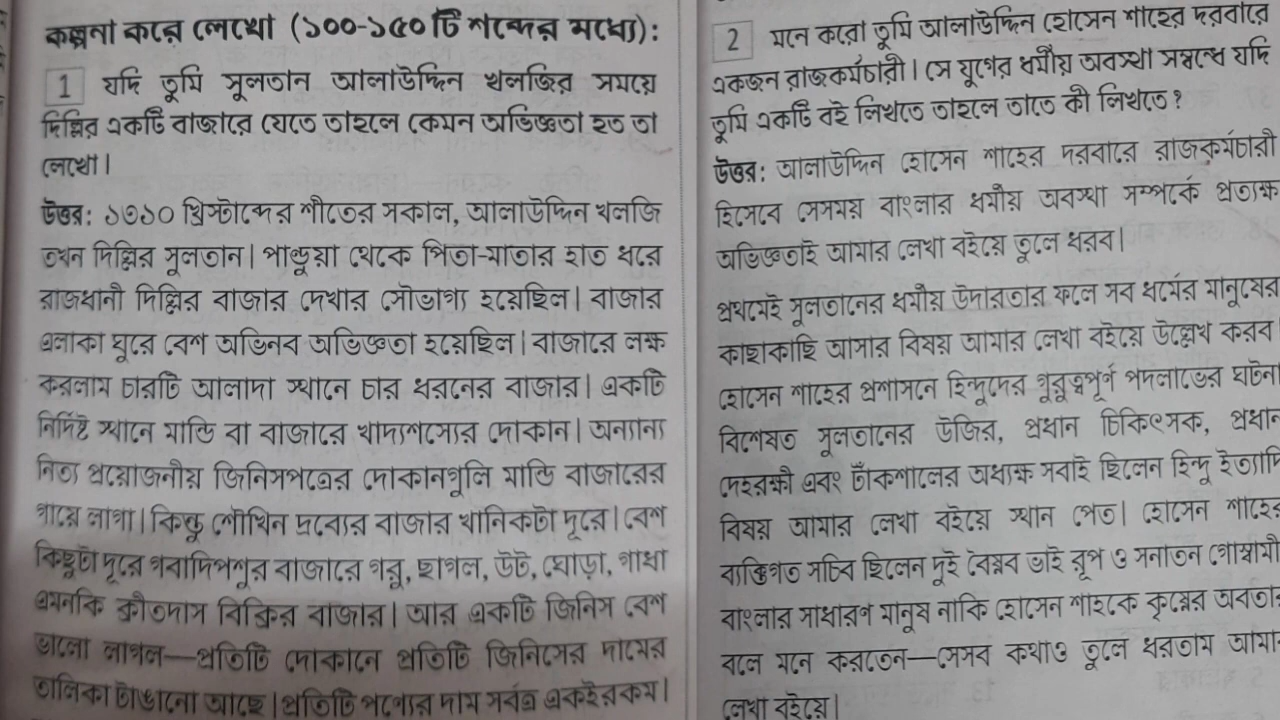 কল্পনা করে লেখো (১০০-১৫০টি শব্দের মধ্যে):
1 যদি তুমি সুলতান আলাউদ্দিন খলজির সময়ে
দিল্লির একটি বাজারে যেতে তাহলে কেমন অভিজ্ঞতা হত তা
লেখো।
উত্তর: ১৩১০ খ্রিস্টাব্দের শীতের সকাল, আলাউদ্দিন খলজি
তখন দিল্লির সুলতান। পাণ্ডুয়া থেকে পিতা-মাতার হাত ধরে
রাজধানী দিল্লির বাজার দেখার সৌভাগ্য হয়েছিল। বাজার
এলাকা ঘুরে বেশ অভিনব অভিজ্ঞতা হয়েছিল। বাজারে লক্ষ
করলাম চারটি আলাদা স্থানে চার ধরনের বাজার। একটি
নির্দিষ্ট স্থানে মান্ডি বা বাজারে খাদ্যশস্যের দোকান। অন্যান্য
নিত্য প্রয়োজনীয় জিনিসপত্রের দোকানগুলি মান্ডি বাজারের
গায়ে লাগা। কিন্তু শৌখিন দ্রব্যের বাজার খানিকটা দূরে। বেশ
কিছুটা দূরে গবাদিপশুর বাজারে গরু, ছাগল, উট, ঘোড়া, গাধা
এমনকি ক্রীতদাস বিক্রির বাজার। আর একটি জিনিস বেশ
ভালো লাগল—প্রতিটি দোকানে প্রতিটি জিনিসের দামের
তালিকা টাঙানো আছে। প্রতিটি পণ্যের দাম সর্বত্র একইরকম।
2 মনে করো তুমি আলাউদ্দিন হোসেন শাহের দরবারে
একজন রাজকর্মচারী। সে যুগের ধর্মীয় অবস্থা সম্বন্ধে যদি
তুমি একটি বই লিখতে তাহলে তাতে কী লিখতে?
উত্তর: আলাউদ্দিন হোসেন শাহের দরবারে রাজকর্মচারী
হিসেবে সেসময় বাংলার ধর্মীয় অবস্থা সম্পর্কে প্রত্যক্ষ
অভিজ্ঞতাই আমার লেখা বইয়ে তুলে ধরব।
প্রথমেই সুলতানের ধর্মীয় উদারতার ফলে সব ধর্মের মানুষের
কাছাকাছি আসার বিষয় আমার লেখা বইয়ে উল্লেখ করব
হোসেন শাহের প্রশাসনে হিন্দুদের গুরুত্বপূর্ণ পদলাভের ঘটনা
বিশেষত সুলতানের উজির, প্রধান চিকিৎসক, প্রধান
দেহরক্ষী এবং টাঁকশালের অধ্যক্ষ সবাই ছিলেন হিন্দু ইত্যাদি
বিষয় আমার লেখা বইয়ে স্থান পেত। হোসেন শাহের
ব্যক্তিগত সচিব ছিলেন দুই বৈষ্ণব ভাই রূপ ও সনাতন গোস্বামী
বাংলার সাধারণ মানুষ নাকি হোসেন শাহকে কৃষ্ণের অবতার
বলে মনে করতেন—সেসব কথাও তুলে ধরতাম আমা
লেখা বইয়ে।